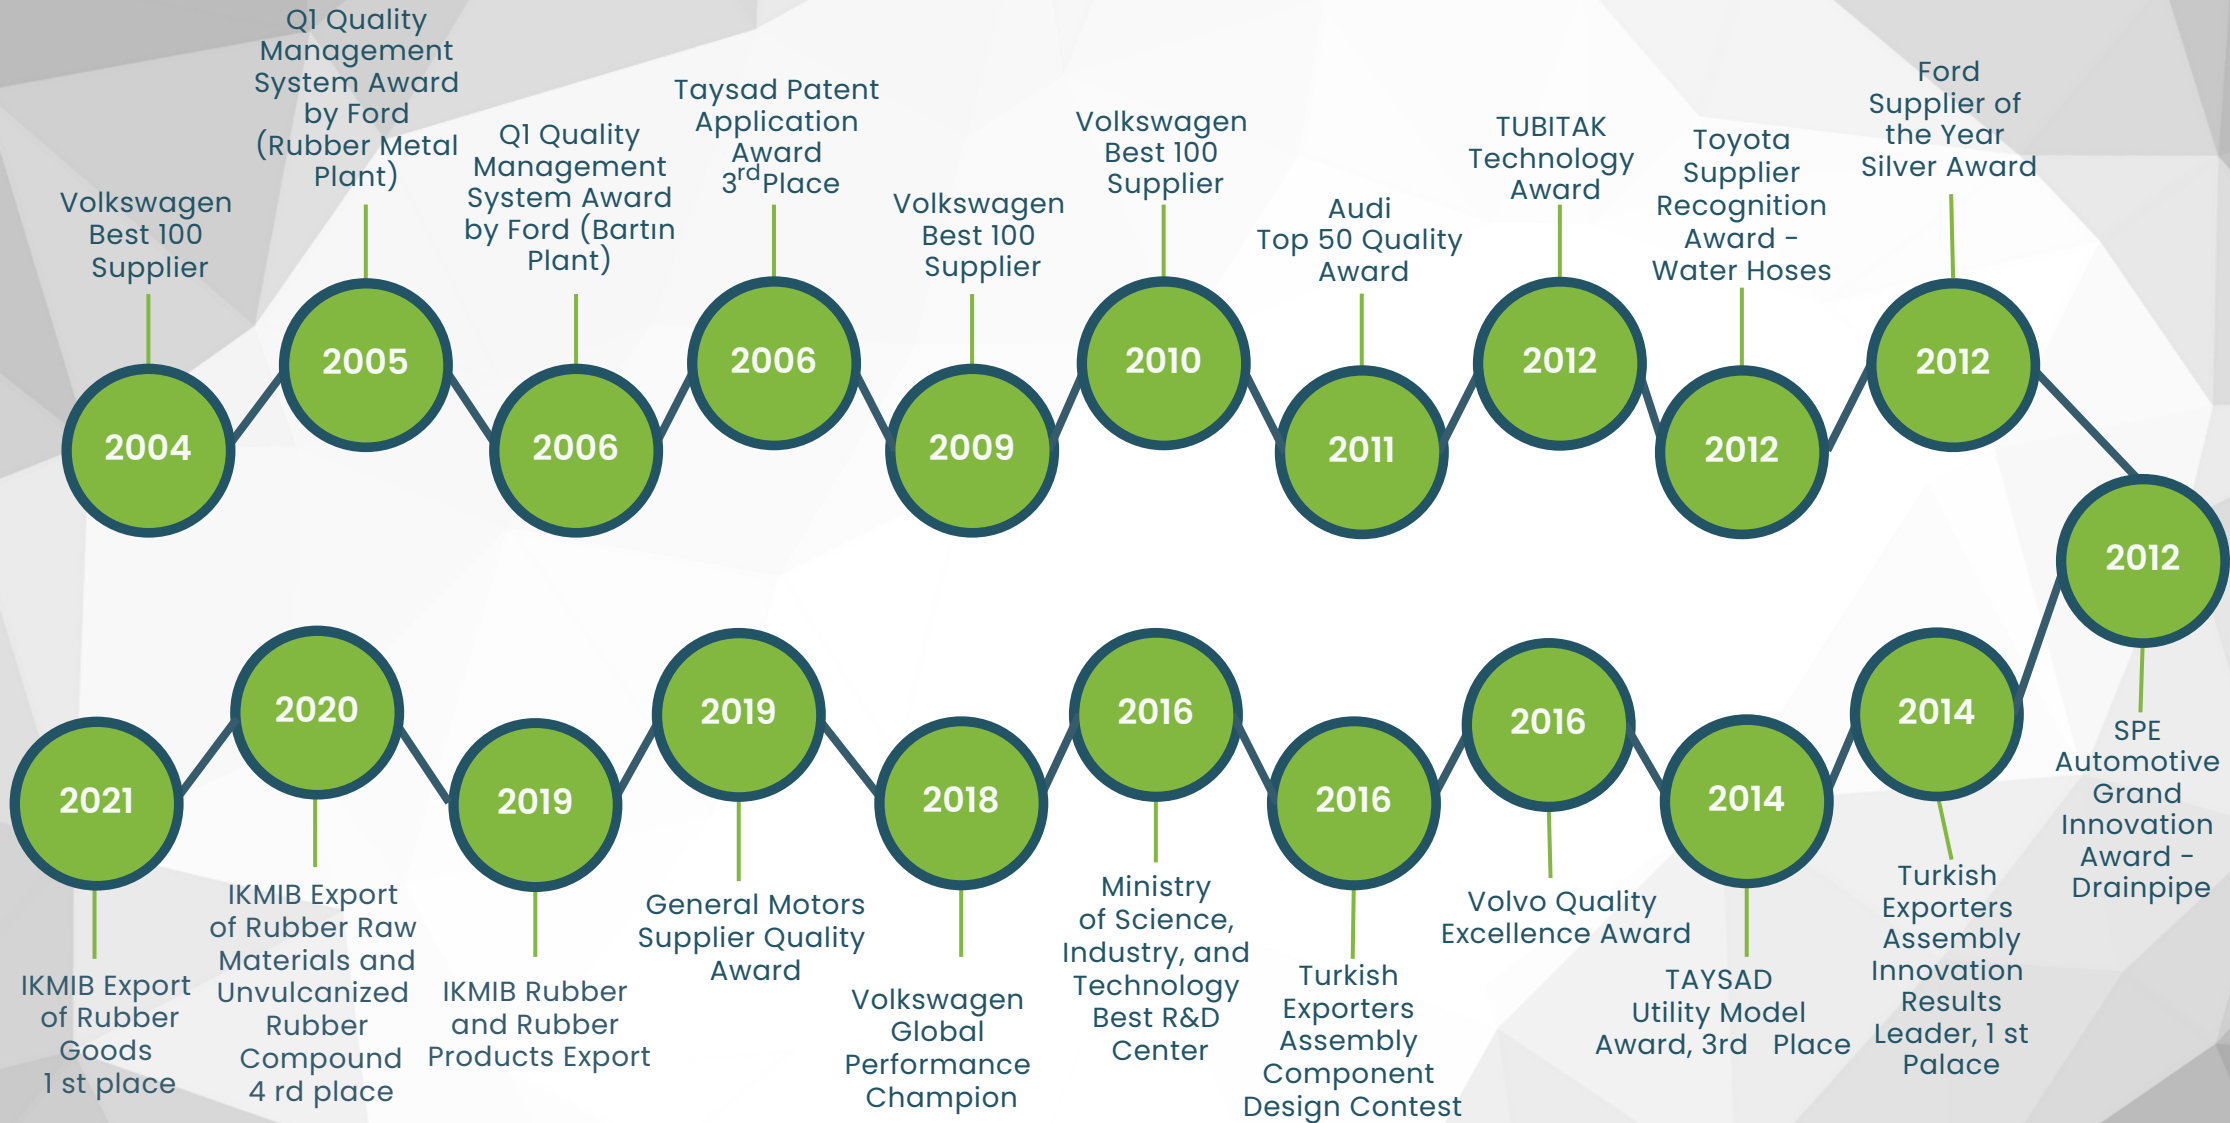 Volkswagen
Best 100
Supplier
2004
Q1 Quality
Management
System Award
by Ford
(Rubber Metal
Plant)
2005
Q1 Quality
Management
System Award
by Ford (Bartın
Plant)
2006
Taysad Patent
Application
Award
3rd Place
2006
Volkswagen
Best 100
Supplier
2009
Volkswagen
Best 100
Supplier
2010
Audi
Top 50 Quality
Award
2011
TUBITAK
Technology
Award
2012
Toyota
Supplier
Recognition
Award -
Water Hoses
2012
Ford
Supplier of
the Year
Silver Award
2012
2012
SPE
Automotive
Grand
Innovation
Award -
Drainpipe
2014
Turkish
Exporters
Assembly
Innovation
Results
Leader, 1 st
Palace
2014
TAYSAD
Utility Model
Award, 3rd Place
2016
Volvo Quality
Excellence Award
2016
Turkish
Exporters
Assembly
Component
Design Contest
2016
Ministry
of Science,
Industry, and
Technology
Best R&D
Center
2018
Volkswagen
Global
Performance
Champion
2019
General Motors
Supplier Quality
Award
2019
IKMIB Rubber
and Rubber
Products Export
2020
IKMIB Export
of Rubber Raw
Materials and
Unvulcanized
Rubber
Compound
4 rd place
2021
IKMIB Export
of Rubber
Goods
1 st place